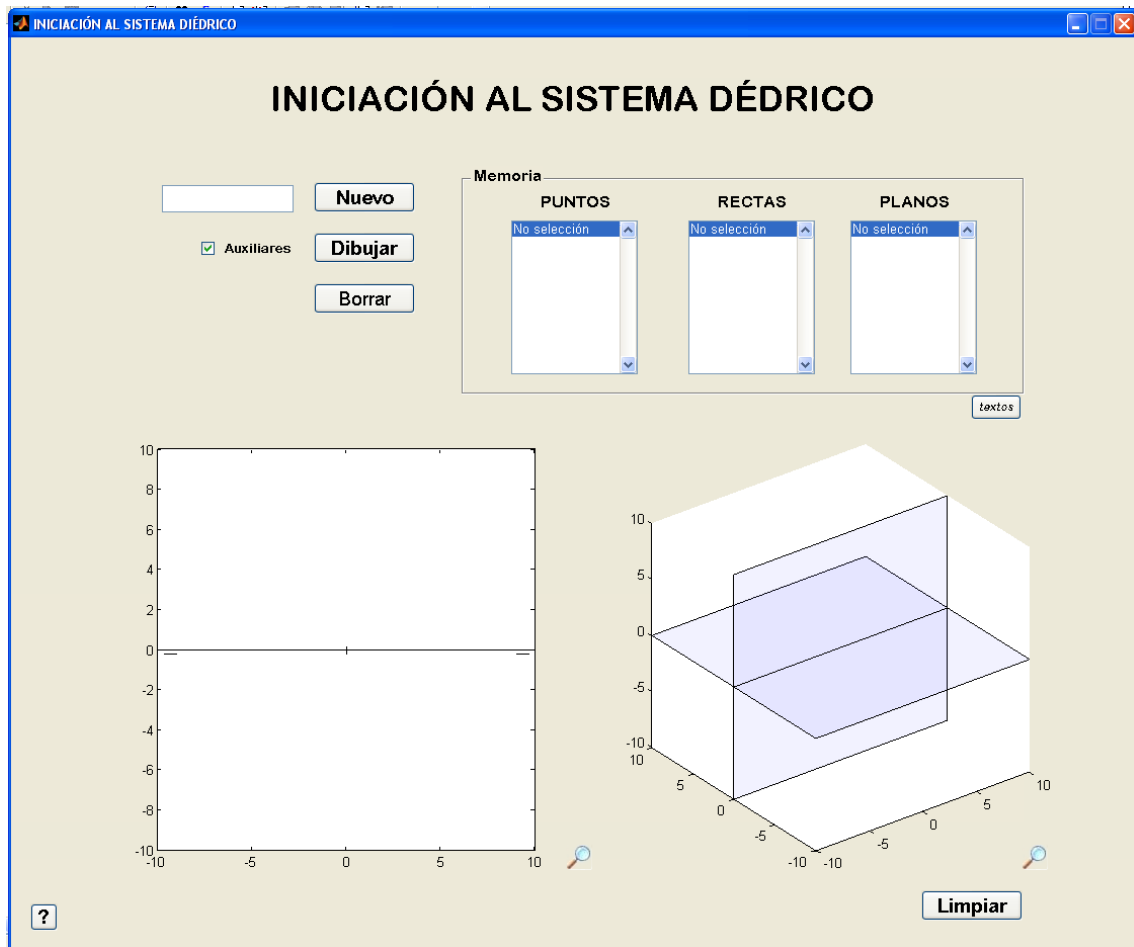 INICIACIÓN AL SISTEMA DIÉDRICO
INICIACIÓN AL SISTEMA DÉDRICO
Nuevo
Auxiliares
Dibujar
Borrar
Memoria
PUNTOS RECTAS PLANOS
No selección No selección No selección
textos
10
8
6
4
2
0
-2
-4
-6
-8
-10
-10 -5 0 5 10
10
5
0
-5
-10
10
5
0
-5
-10
-10
-5
0
5
10
?
Limpiar